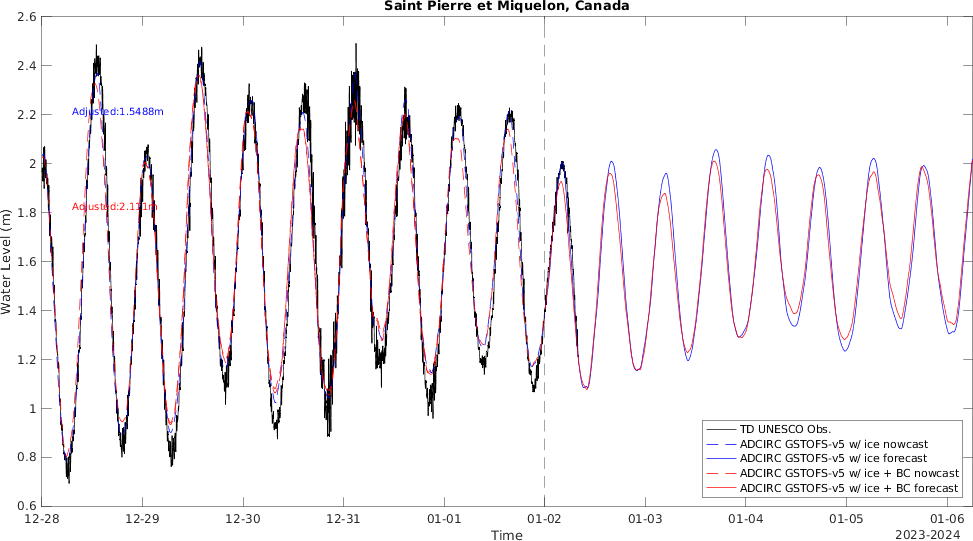 Saint Pierre et Miquelon, Canada
2.6
2.4
2.2
2
1.8
1.6
1.4
1.2
1
0.8
0.6
Water Level (m)
Adjusted:1.5488m
Adjusted:2.111m
TD UNESCO Obs.
ADCIRC GSTOFS-v5 w/ ice nowcast
ADCIRC GSTOFS-v5 w/ ice forecast
ADCIRC GSTOFS-v5 w/ ice + BC nowcast
ADCIRC GSTOFS-v5 w/ ice + BC forecast
12-28 12-29 12-30 12-31 01-01 01-02 01-03 01-04 01-05 01-06
Time
2023-2024